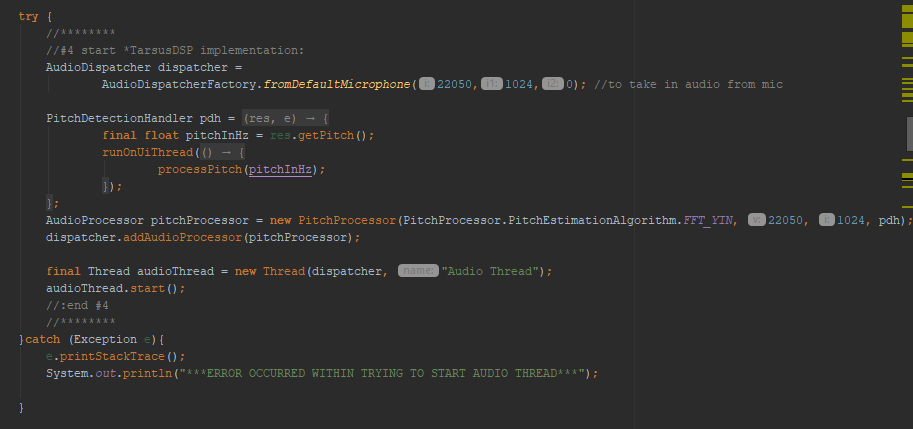 try {
//********
//#4 start *TarsusDSP implementation:
AudioDispatcher dispatcher =
AudioDispatcherFactory.fromDefaultMicrophone( i: 22050, i1: 1024, i2: 0); //to take in audio from mic
PitchDetectionHandler pdh = (res, e) → {
final float pitchInHz = res.getPitch();
runOnUiThread(() → {
processPitch(pitchInHz);
});
};
AudioProcessor pitchProcessor = new PitchProcessor(PitchProcessor.PitchEstimationAlgorithm.FFT_YIN, 22050, 1024, pdh);
dispatcher.addAudioProcessor(pitchProcessor);
final Thread audioThread = new Thread(dispatcher, name: "Audio Thread");
audioThread.start();
//:end #4
//********
}catch (Exception e){
e.printStackTrace();
System.out.println("***ERROR OCCURRED WITHIN TRYING TO START AUDIO THREAD***");
}